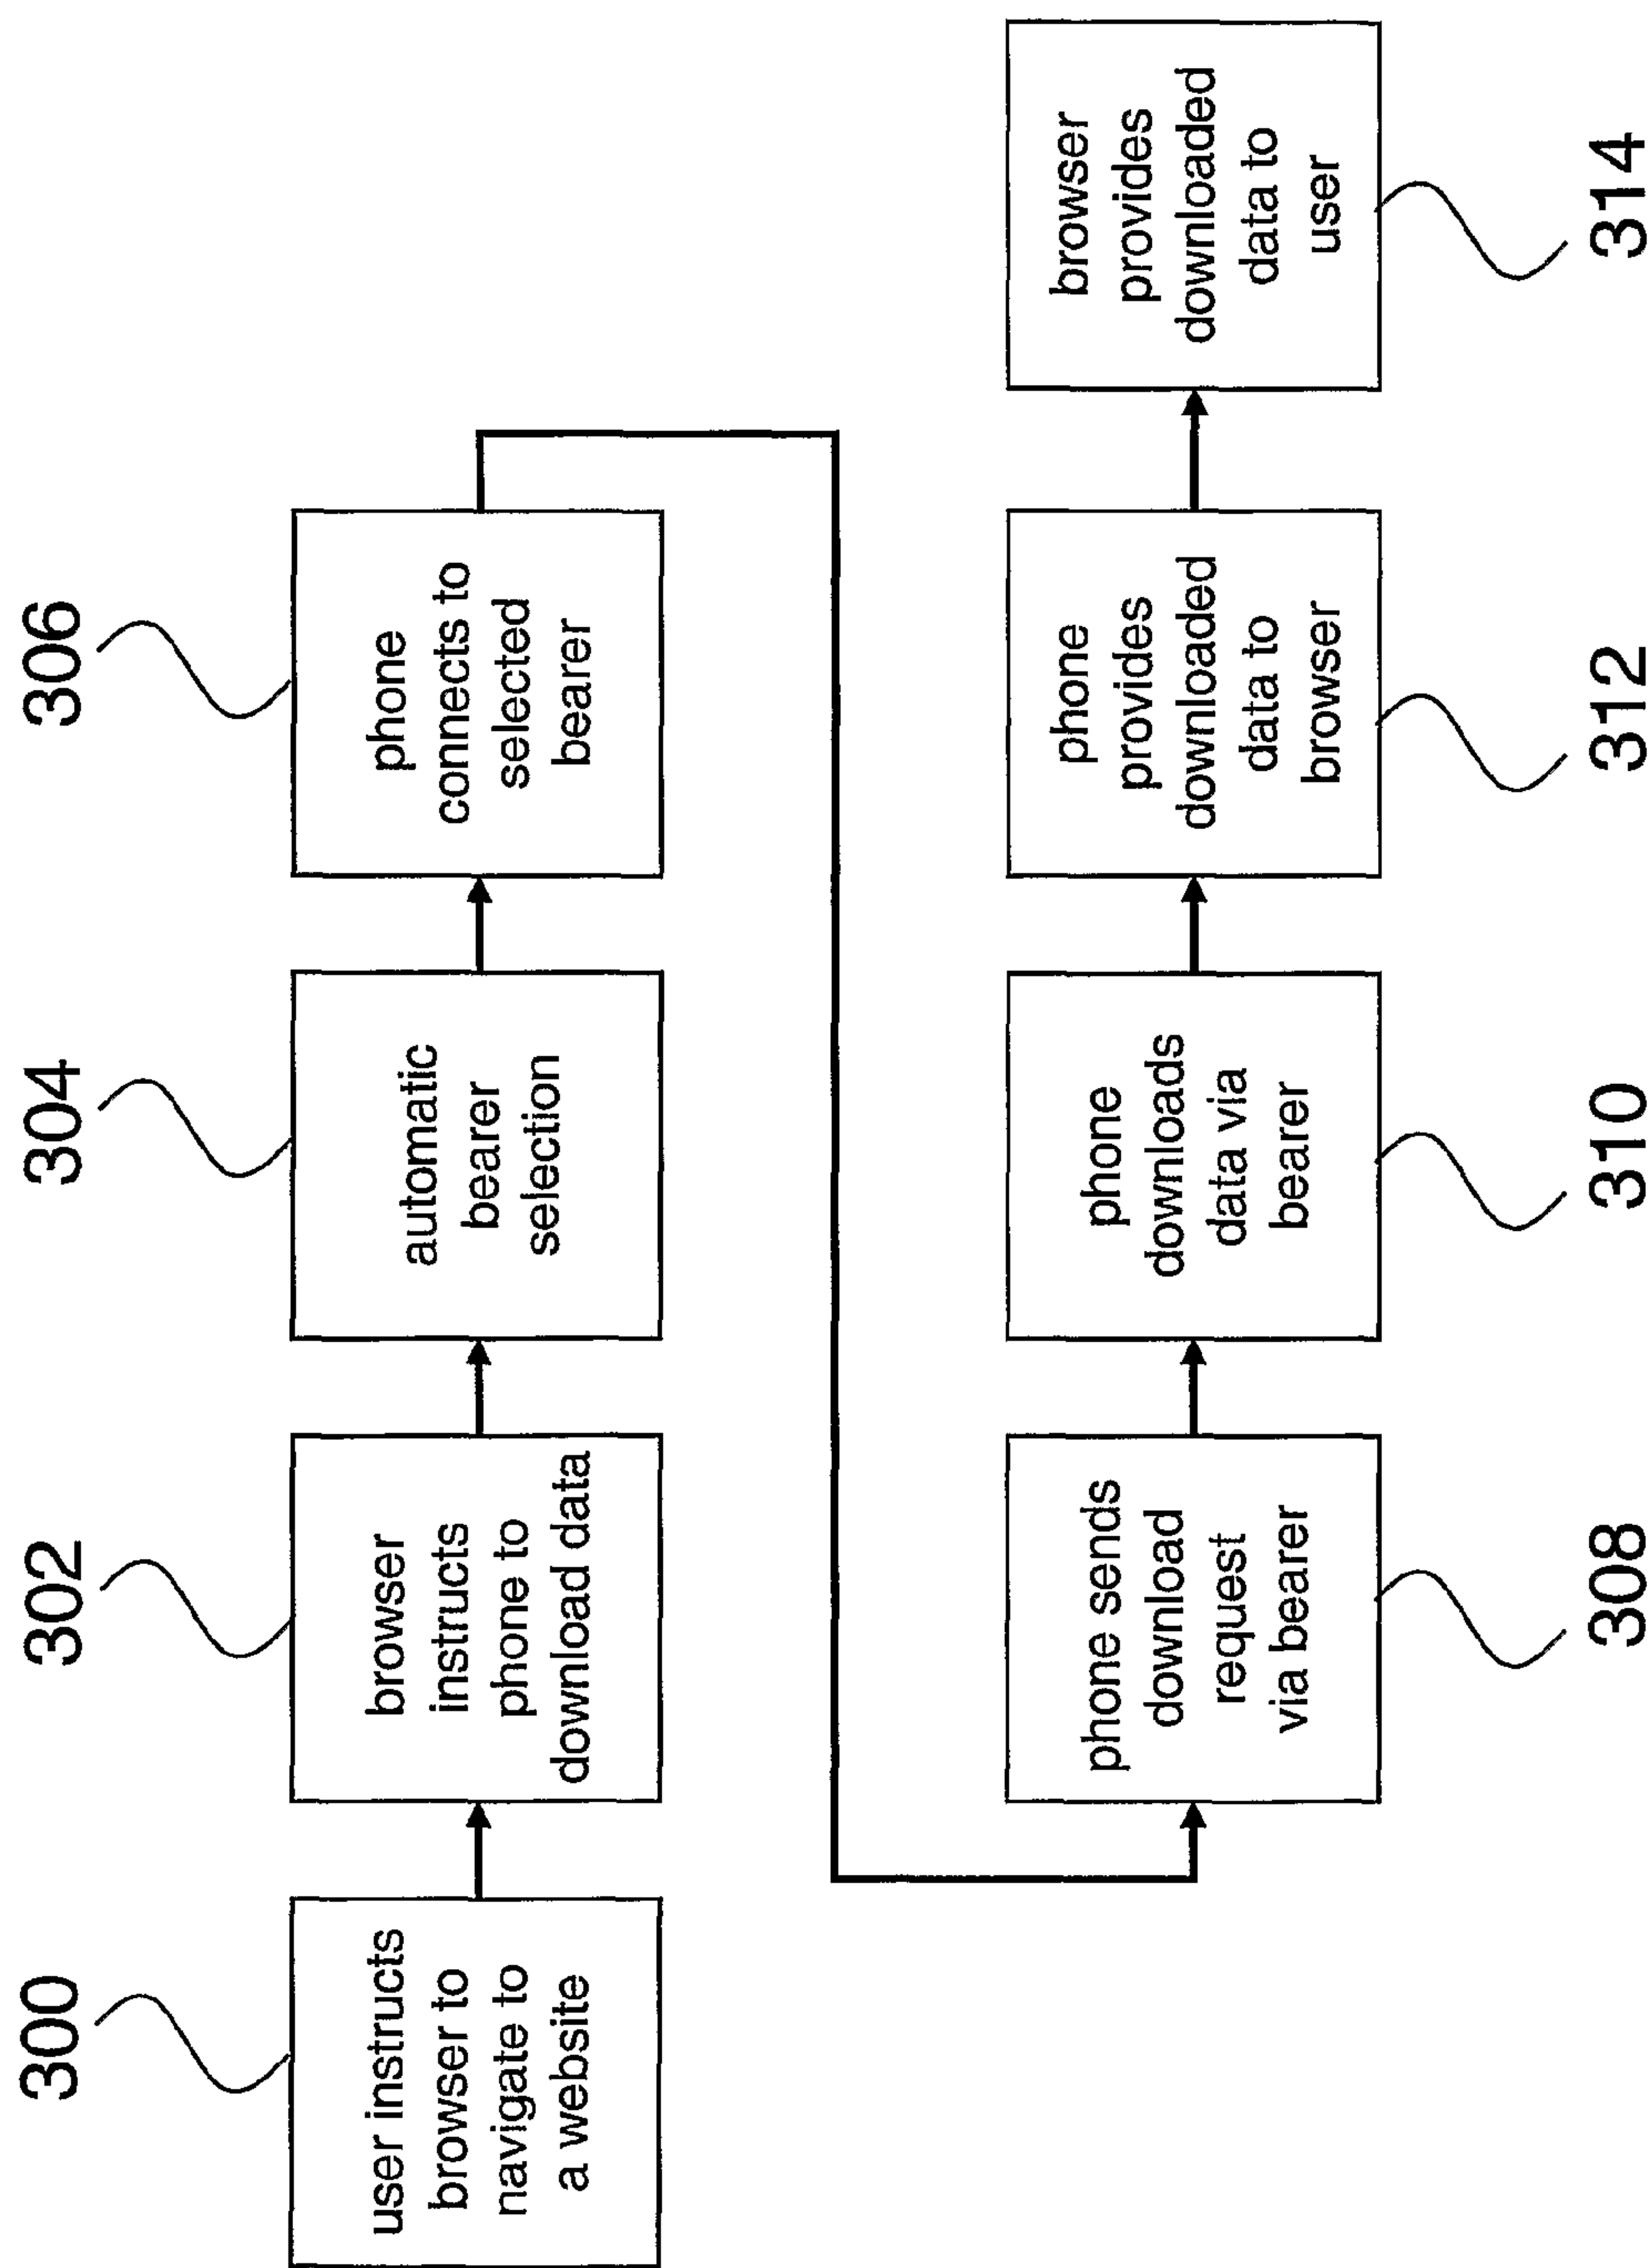 300
302
304
306
user instructs
browser to
navigate to
a website
browser
instructs
phone to
download data
automatic
bearer
selection
phone
connects to
selected
bearer
phone sends
download
request
via bearer
phone
downloads
data via
bearer
phone
provides
downloaded
data to
browser
browser
provides
downloaded
data to
user
308
310
312
314